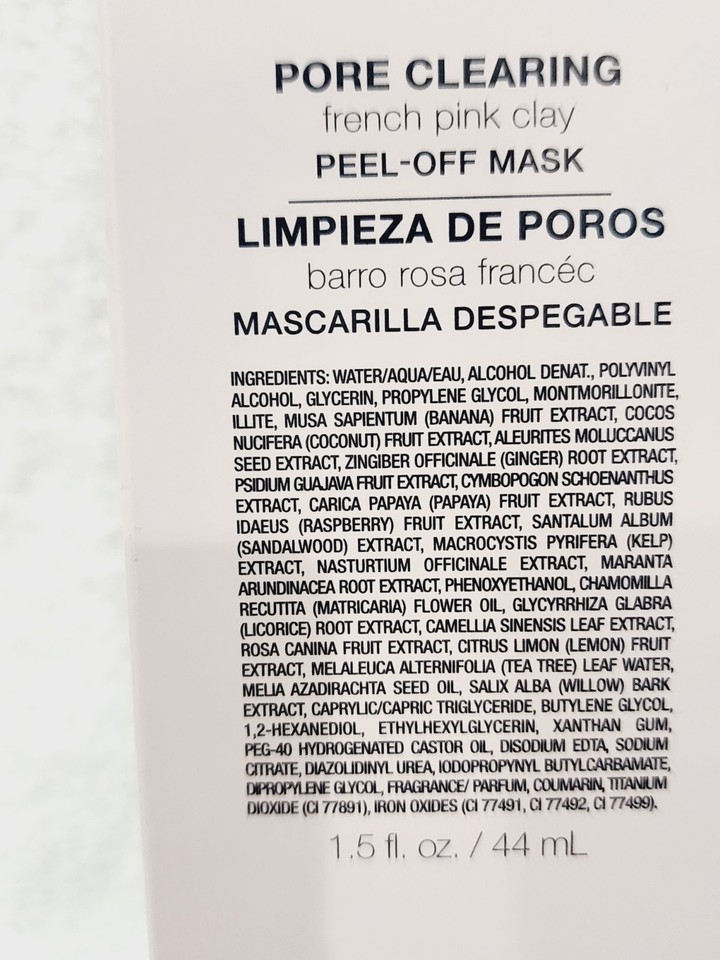 PORE CLEARING
french pink clay
PEEL-OFF MASK
LIMPIEZA DE POROS
barro rosa francéc
MASCARILLA DESPEGABLE
INGREDIENTS: WATER/AQUA/EAU, ALCOHOL DENAT., POLYVINYL
ALCOHOL, GLYCERIN, PROPYLENE GLYCOL, MONTMORILLONITE,
ILLITE, MUSA SAPIENTUM (BANANA) FRUIT EXTRACT, COCOS
NUCIFERA (COCONUT) FRUIT EXTRACT, ALEURITES MOLUCCANUS
SEED EXTRACT, ZINGIBER OFFICINALE (GINGER) ROOT EXTRACT,
PSIDIUM GUAJAVA FRUIT EXTRACT, CYMBOPOGON SCHOENANTHUS
EXTRACT, CARICA PAPAYA (PAPAYA) FRUIT EXTRACT, RUBUS
IDAEUS (RASPBERRY) FRUIT EXTRACT, SANTALUM ALBUM
(SANDALWOOD) EXTRACT, MACROCYSTIS PYRIFERA (KELP)
EXTRACT, NASTURTIUM OFFICINALE EXTRACT, MARANTA
ARUNDINACEA ROOT EXTRACT, PHENOXYETHANOL, CHAMOMILLA
RECUTITA (MATRICARIA) FLOWER OIL, GLYCYRRHIZA GLABRA
(LICORICE) ROOT EXTRACT, CAMELLIA SINENSIS LEAF EXTRACT,
ROSA CANINA FRUIT EXTRACT, CITRUS LIMON (LEMON) FRUIT
EXTRACT, MELALEUCA ALTERNIFOLIA (TEA TREE) LEAF WATER,
MELIA AZADIRACHTA SEED OIL, SALIX ALBA (WILLOW) BARK
EXTRACT, CAPRYLIC/CAPRIC TRIGLYCERIDE, BUTYLENE GLYCOL,
1,2-HEXANEDIOL, ETHYLHEXYLGLYCERIN, XANTHAN GUM,
PEG-40 HYDROGENATED CASTOR OIL, DISODIUM EDTA, SODIUM
CITRATE, DIAZOLIDINYL UREA, IODOPROPYNYL BUTYLCARBAMATE,
DIPROPYLENE GLYCOL, FRAGRANCE/ PARFUM, COUMARIN, TITANIUM
DIOXIDE (CI 77891), IRON OXIDES (CI 77491, CI 77492, CI 77499).
1.5 fl. oz. / 44 mL